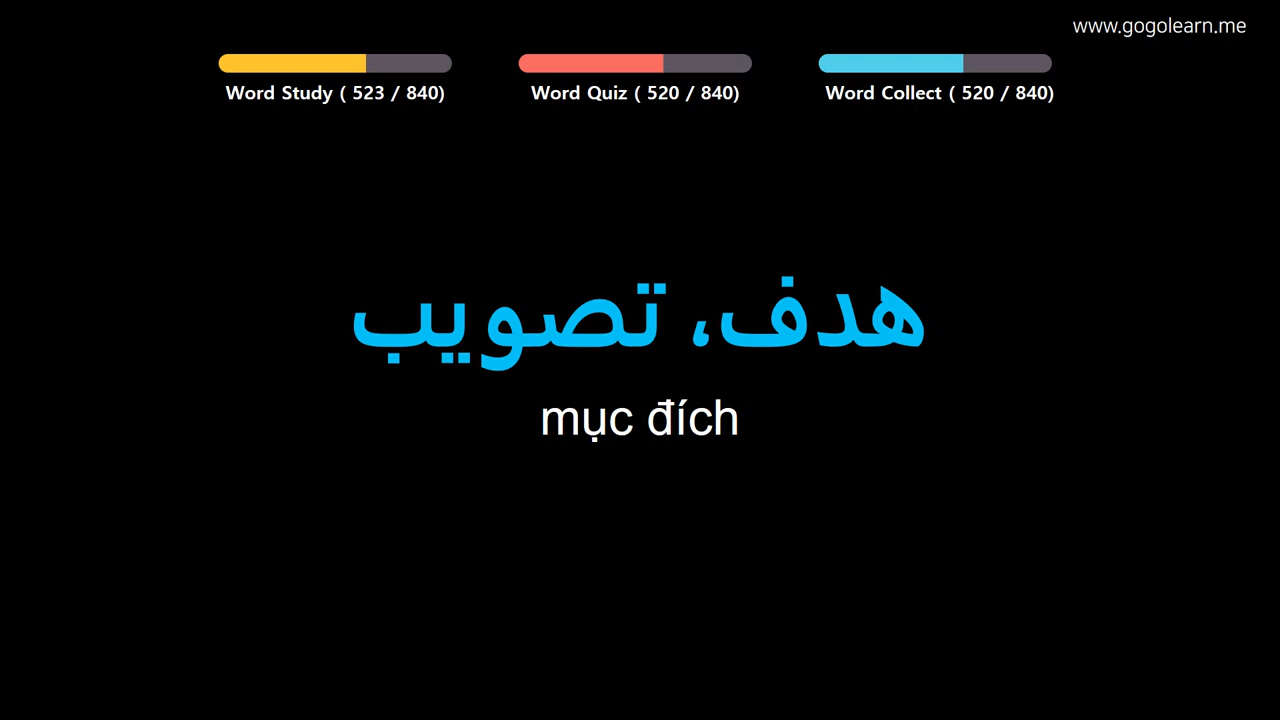 www.gogolearn.me
Word Study ( 523 / 840)
Word Quiz ( 520 / 840)
Word Collect ( 520 / 840)
هدف، تصويب
mục đích